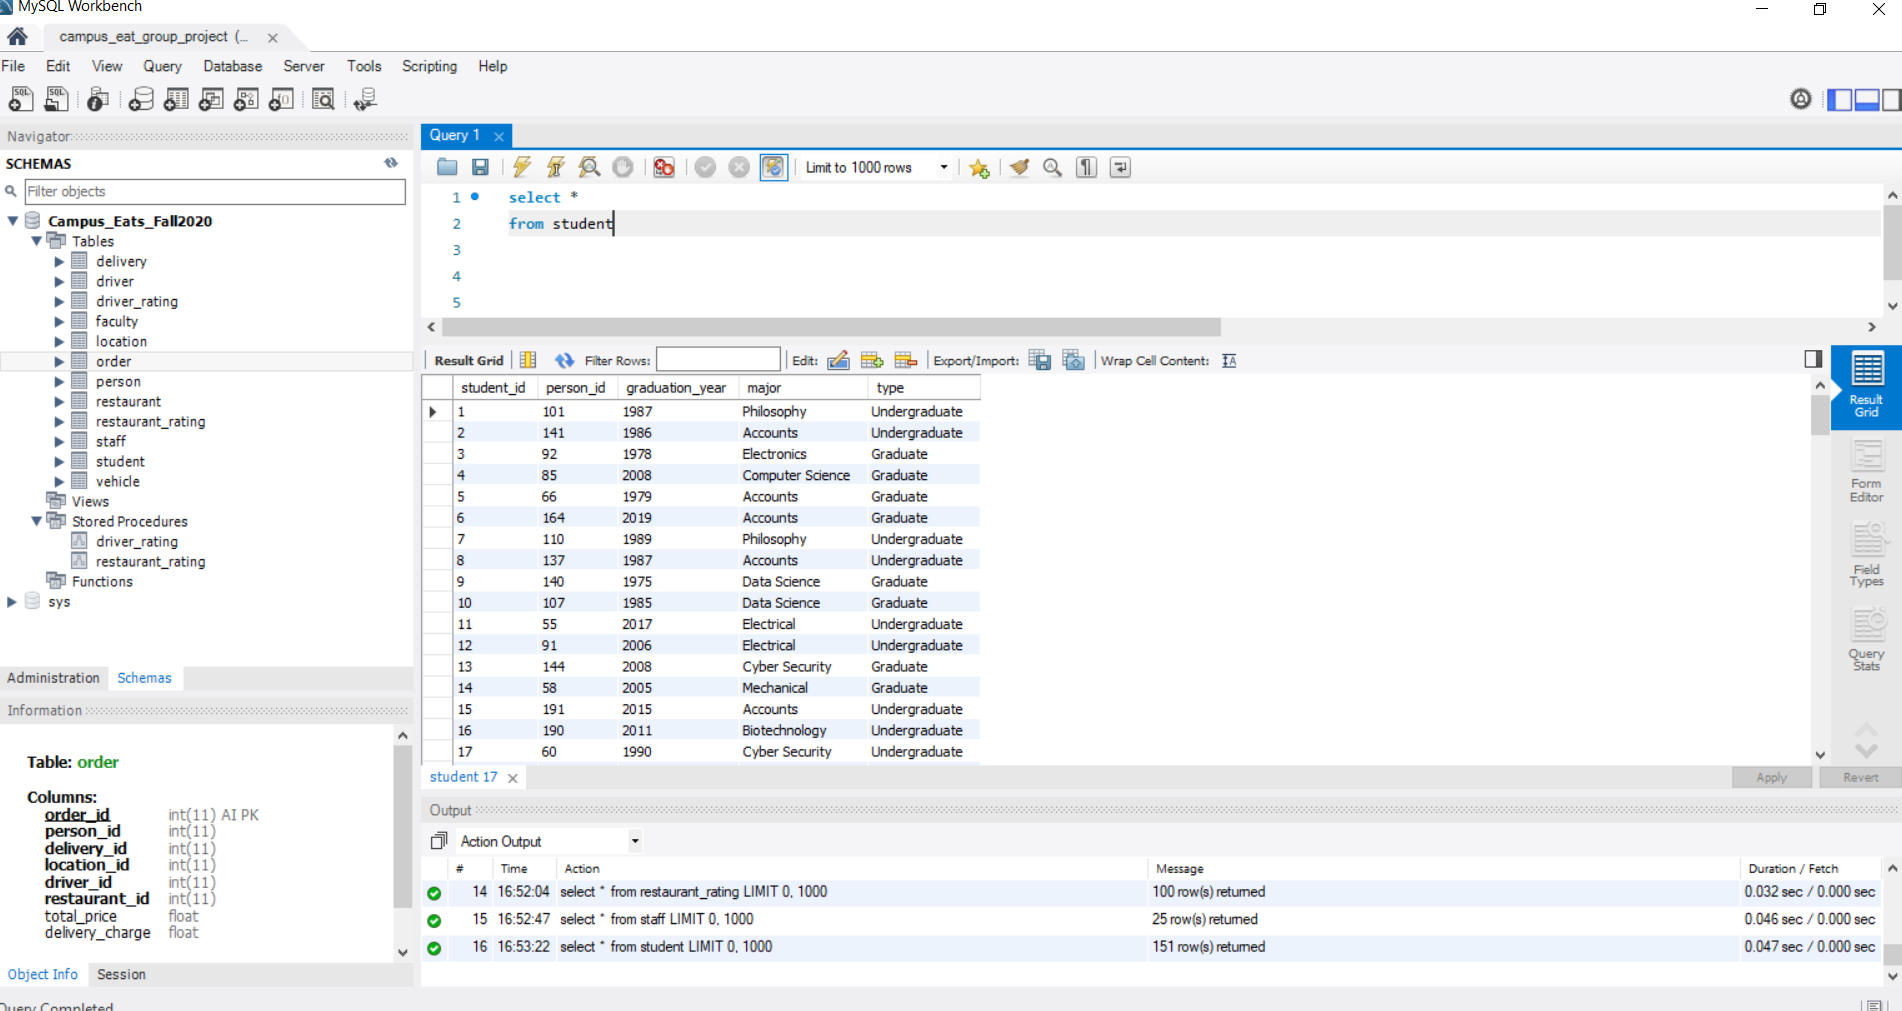 MySQL Workbench
campus_eat_group_project (...
File Edit View Query Database Server Tools Scripting Help
Navigator
SCHEMAS
Filter objects
Campus_Eats_Fall2020
Tables
delivery
driver
driver_rating
faculty
location
order
person
restaurant
restaurant_rating
staff
student
vehicle
Views
Stored Procedures
driver_rating
restaurant_rating
Functions
sys
Administration Schemas
Information
Table: order
Columns:
order_id int(11) AI PK
person_id int(11)
delivery_id int(11)
location_id int(11)
driver_id int(11)
restaurant_id int(11)
total_price float
delivery_charge float
Object Info Session
Query Completed
Query 1
Limit to 1000 rows
1 select *
2 from student
3
4
5
Result Grid Filter Rows: Edit: Export/Import: Wrap Cell Content:
student_id person_id graduation_year major type
1 101 1987 Philosophy Undergraduate
2 141 1986 Accounts Undergraduate
3 92 1978 Electronics Graduate
4 85 2008 Computer Science Graduate
5 66 1979 Accounts Graduate
6 164 2019 Accounts Graduate
7 110 1989 Philosophy Undergraduate
8 137 1987 Accounts Undergraduate
9 140 1975 Data Science Graduate
10 107 1985 Data Science Graduate
11 55 2017 Electrical Undergraduate
12 91 2006 Electrical Undergraduate
13 144 2008 Cyber Security Graduate
14 58 2005 Mechanical Graduate
15 191 2015 Accounts Undergraduate
16 190 2011 Biotechnology Undergraduate
17 60 1990 Cyber Security Undergraduate
Result
Grid
Form
Editor
Field
Types
Query
Stats
student 17
Apply Revert
Output
Action Output
# Time Action Message Duration / Fetch
14 16:52:04 select * from restaurant_rating LIMIT 0, 1000 100 row(s) returned 0.032 sec / 0.000 sec
15 16:52:47 select * from staff LIMIT 0, 1000 25 row(s) returned 0.046 sec / 0.000 sec
16 16:53:22 select * from student LIMIT 0, 1000 151 row(s) returned 0.047 sec / 0.000 sec